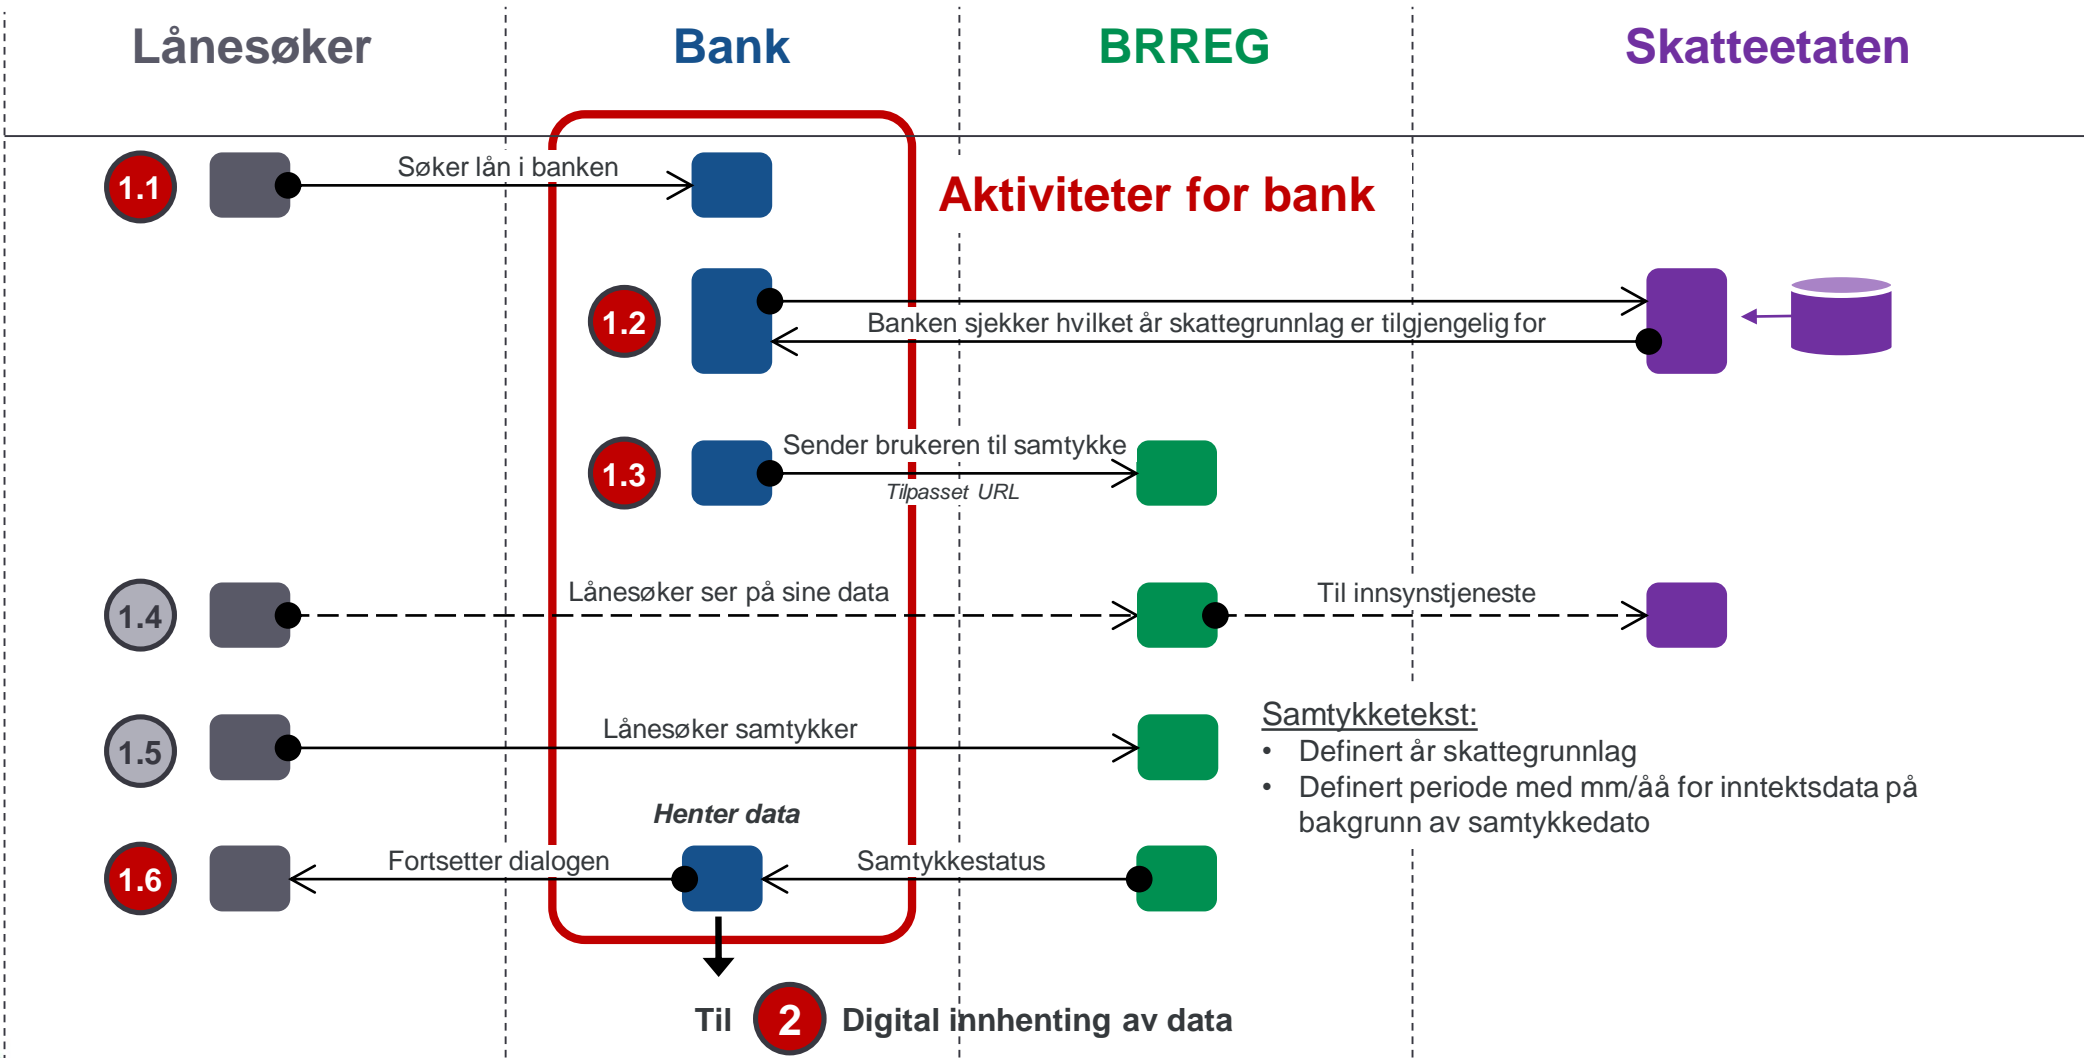 Lånesøker
Bank
BRREG
Skatteetaten
1.1
Søker lån i banken
Aktiviteter for bank
1.2
Banken sjekker hvilket år skattegrunnlag er tilgjengelig for
1.3
Sender brukeren til samtykke
Tilpasset URL
1.4
Lånesøker ser på sine data
Til innsynstjeneste
1.5
Lånesøker samtykker
Samtykketekst:
• Definert år skattegrunnlag
• Definert periode med mm/åå for inntektsdata på
bakgrunn av samtykkedato
Henter data
1.6
Fortsetter dialogen
Samtykkestatus
Til 2 Digital innhenting av data